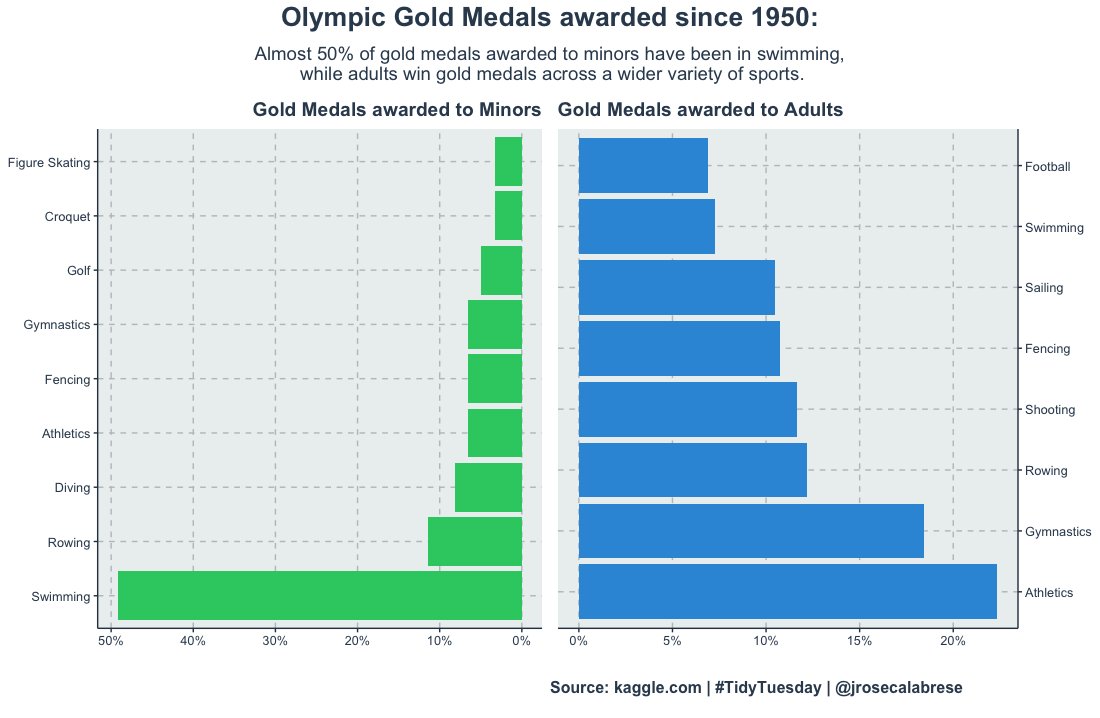 Olympic Gold Medals awarded since 1950:
Almost 50% of gold medals awarded to minors have been in swimming,
while adults win gold medals across a wider variety of sports.
Gold Medals awarded to Minors
Figure Skating
Croquet
Golf
Gymnastics
Fencing
Athletics
Diving
Rowing
Swimming
50% 40% 30% 20% 10% 0%
Gold Medals awarded to Adults
Football
Swimming
Sailing
Fencing
Shooting
Rowing
Gymnastics
Athletics
0% 5% 10% 15% 20%
Source: kaggle.com | #TidyTuesday | @jrosecalabrese